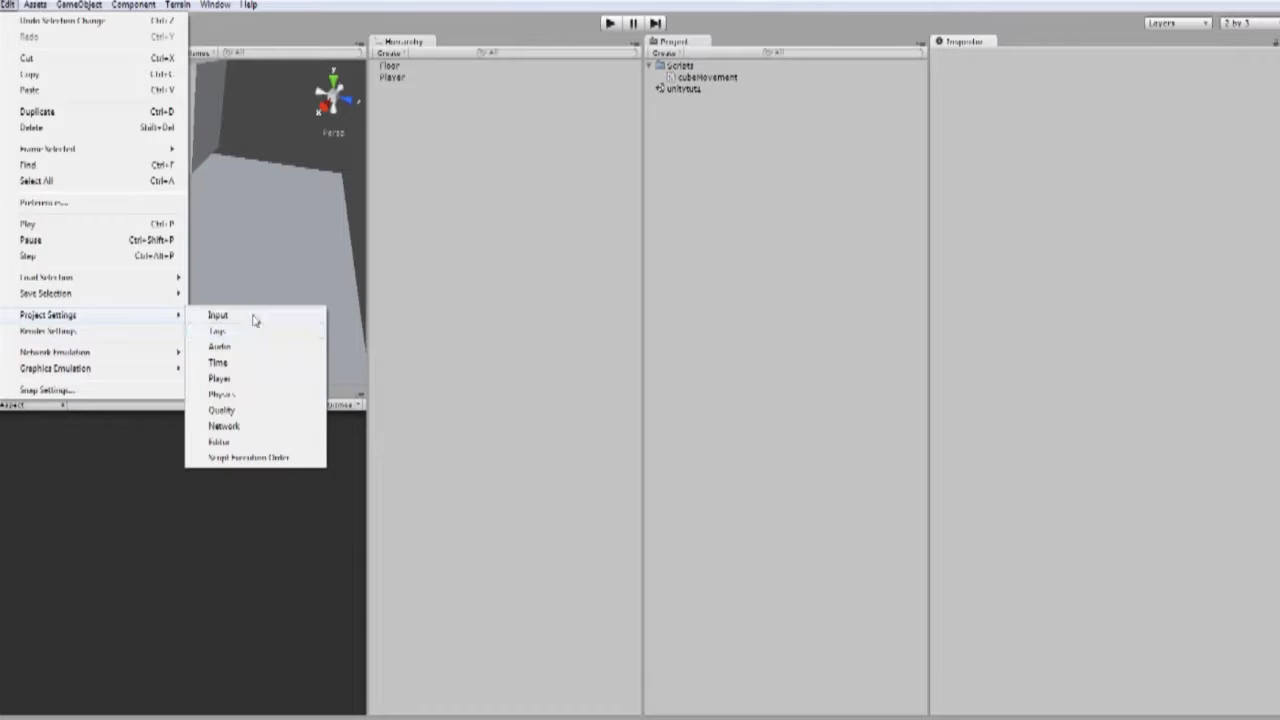 Edit Assets GameObject Component Terrain Window Help
Undo Selection Change Ctrl+Z
Redo Ctrl+Y
Cut Ctrl+X
Copy Ctrl+C
Paste Ctrl+V
Duplicate Ctrl+D
Delete Shift+Del
Frame Selected
Find Ctrl+F
Select All Ctrl+A
Preferences...
Play Ctrl+P
Pause Ctrl+Shift+P
Step Ctrl+Alt+P
Load Selection
Save Selection
Project Settings
Render Settings
Network Emulation
Graphics Emulation
Snap Settings...
Aspect
Input
Tags
Audio
Time
Player
Physics
Quality
Network
Editor
Script Execution Order
All
y
x
Persp
Gizmos
Hierarchy
Create All
Floor
Player
Project
Create All
Scripts
cubeMovement
unitytut1
Layers 2 by 3
Inspector